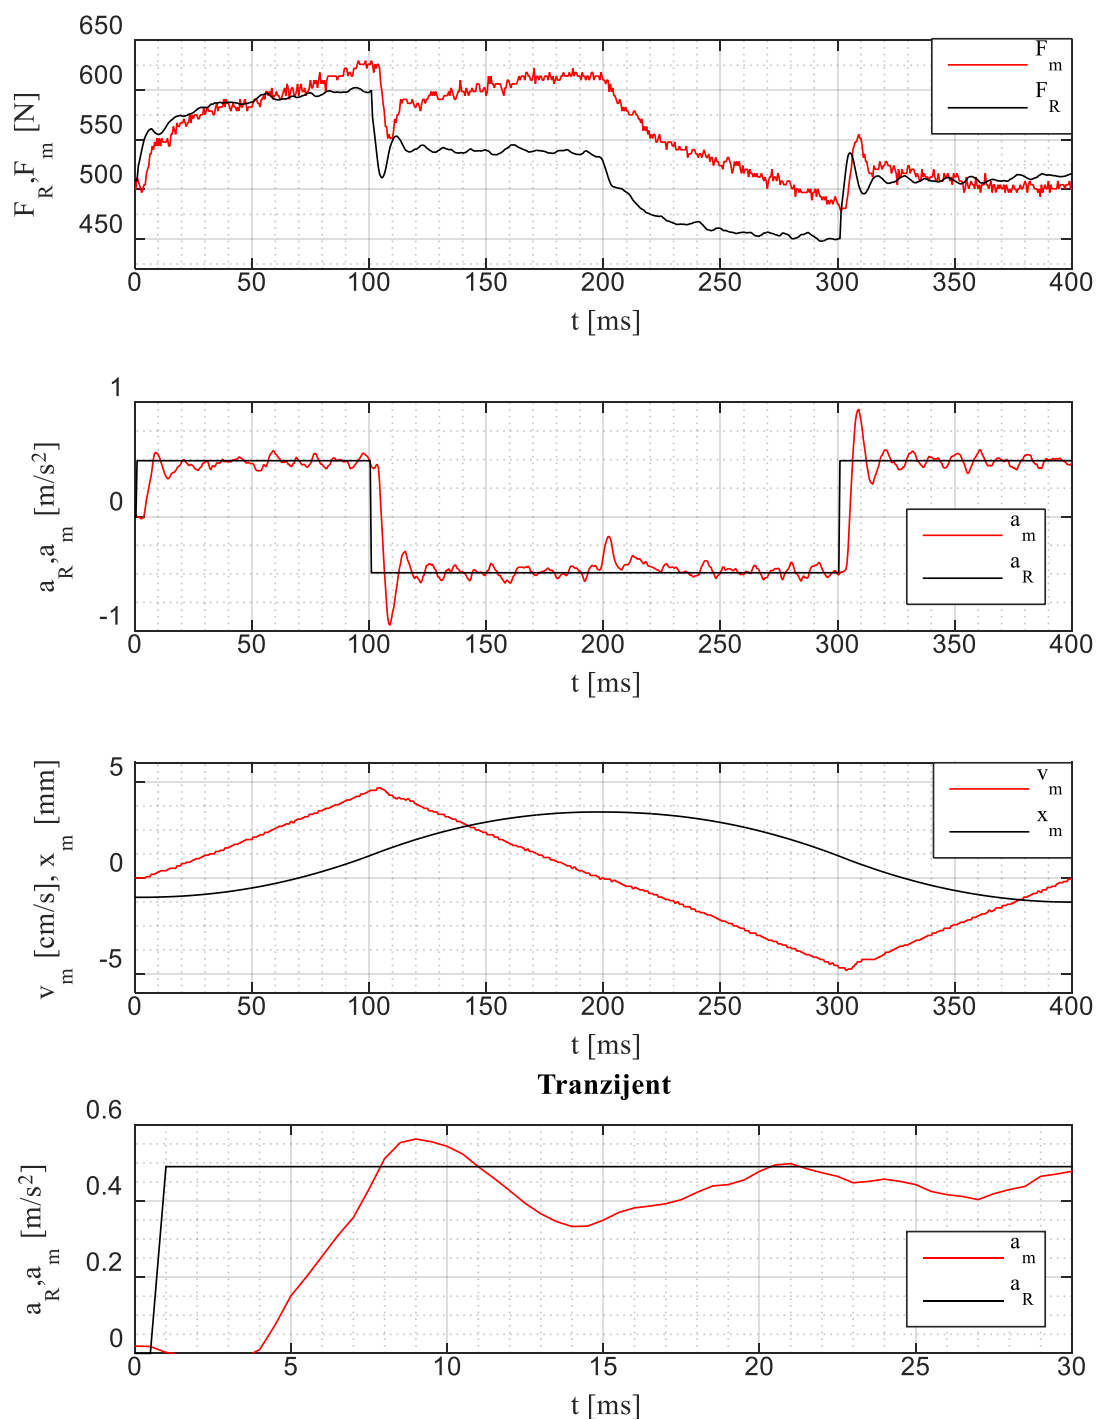 650
600
550
500
450
F_R,F_m [N]
F_m
F_R
0 50 100 150 200 250 300 350 400
t [ms]
1
0
-1
a_R,a_m [m/s²]
a_m
a_R
0 50 100 150 200 250 300 350 400
t [ms]
5
0
-5
v_m [cm/s], x_m [mm]
v_m
x_m
0 50 100 150 200 250 300 350 400
t [ms]
Tranzijent
0.6
0.4
0.2
0
a_R,a_m [m/s²]
a_m
a_R
0 5 10 15 20 25 30
t [ms]